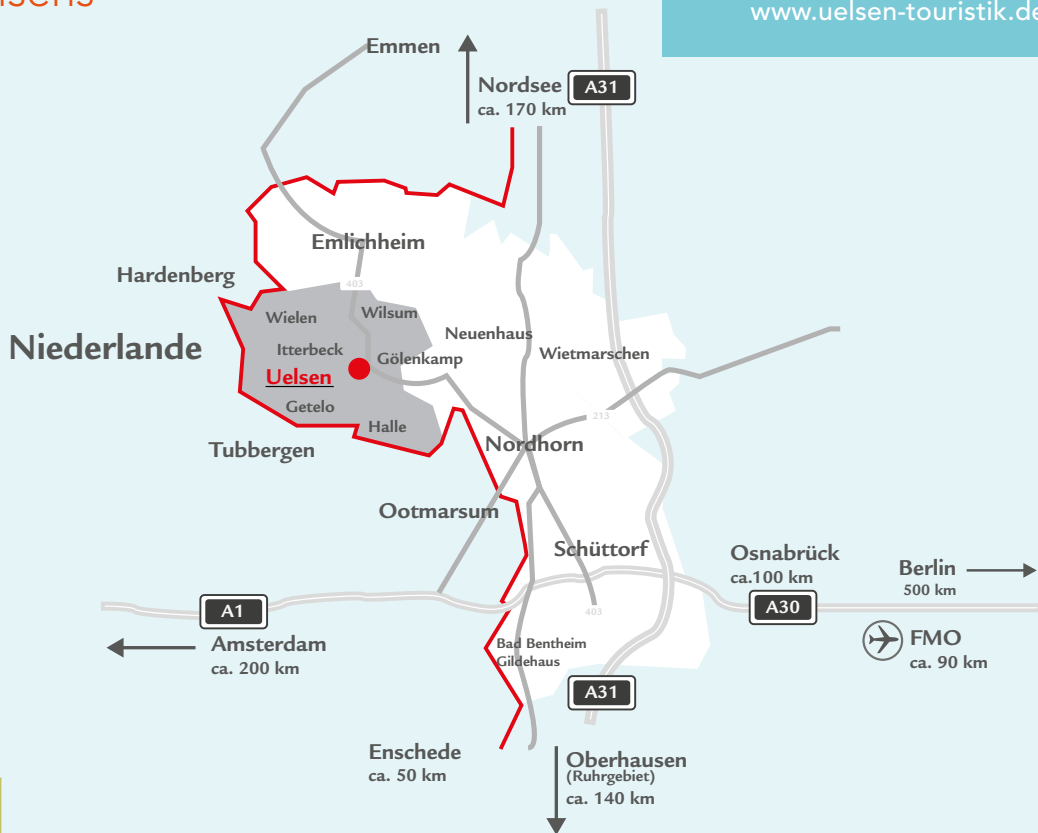 www.uelsen-touristik.de
Emmen
Nordsee
ca. 170 km
A31
Emlichheim
Hardenberg
403
Wielen
Wilsum
Neuenhaus
Niederlande
Itterbeck
Gölenkamp
Wietmarschen
Uelsen
Getelo
213
Halle
Tubbergen
Nordhorn
Ootmarsum
Schüttorf
Osnabrück
ca.100 km
Berlin
500 km
A1
403
A30
Amsterdam
ca. 200 km
Bad Bentheim
Gildehaus
FMO
ca. 90 km
A31
Enschede
ca. 50 km
Oberhausen
(Ruhrgebiet)
ca. 140 km